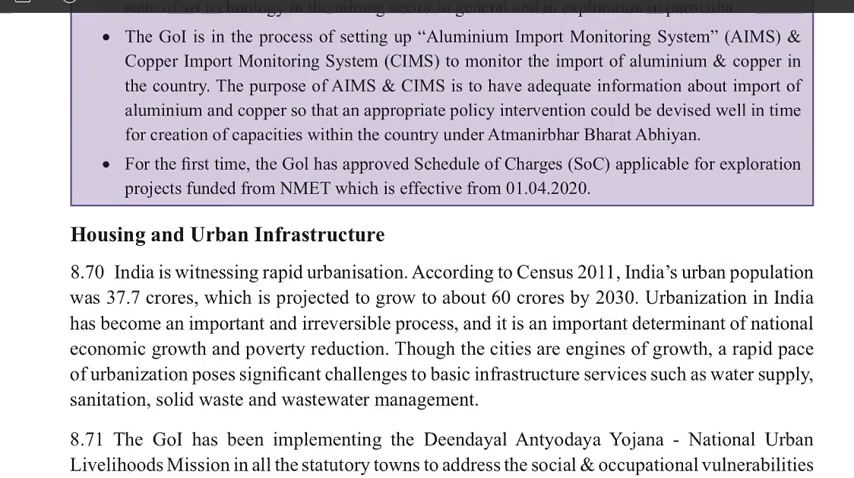 • The GoI is in the process of setting up “Aluminium Import Monitoring System” (AIMS) &
Copper Import Monitoring System (CIMS) to monitor the import of aluminium & copper in
the country. The purpose of AIMS & CIMS is to have adequate information about import of
aluminium and copper so that an appropriate policy intervention could be devised well in time
for creation of capacities within the country under Atmanirbhar Bharat Abhiyan.
• For the first time, the GoI has approved Schedule of Charges (SoC) applicable for exploration
projects funded from NMET which is effective from 01.04.2020.
Housing and Urban Infrastructure
8.70 India is witnessing rapid urbanisation. According to Census 2011, India’s urban population
was 37.7 crores, which is projected to grow to about 60 crores by 2030. Urbanization in India
has become an important and irreversible process, and it is an important determinant of national
economic growth and poverty reduction. Though the cities are engines of growth, a rapid pace
of urbanization poses significant challenges to basic infrastructure services such as water supply,
sanitation, solid waste and wastewater management.
8.71 The GoI has been implementing the Deendayal Antyodaya Yojana - National Urban
Livelihoods Mission in all the statutory towns to address the social & occupational vulnerabilities